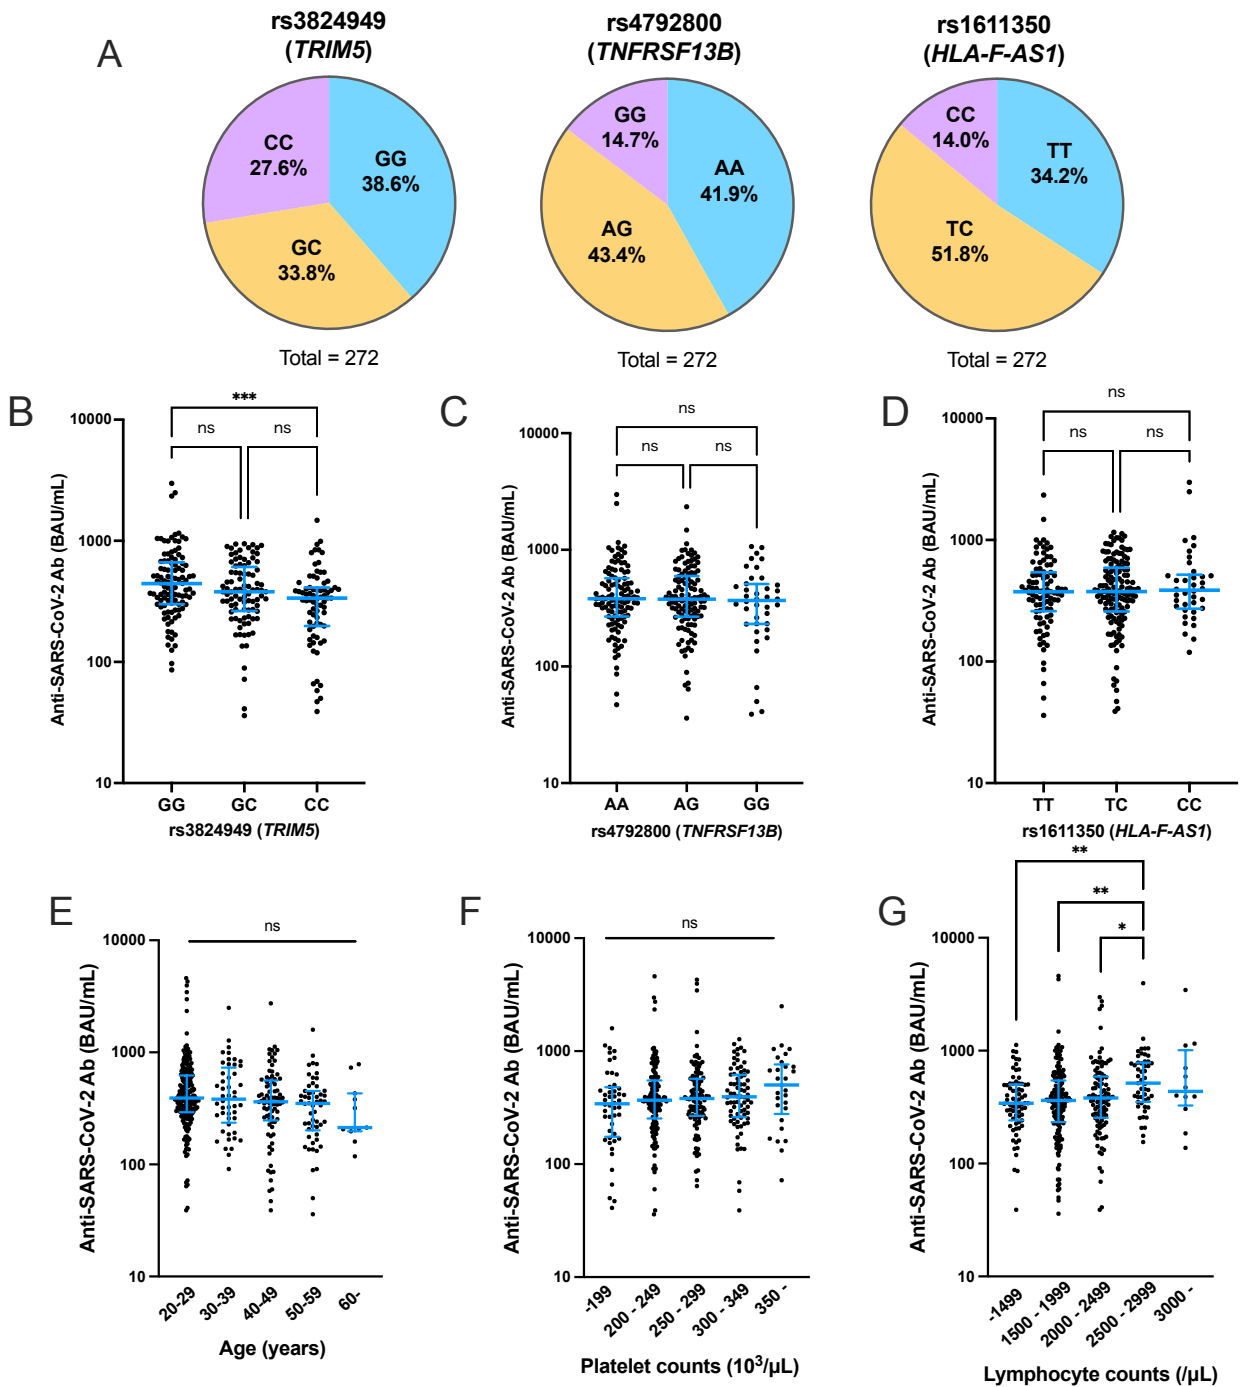 A
rs3824949
(TRIM5)
rs4792800
(TNFRSF13B)
rs1611350
(HLA-F-AS1)
CC
27.6%
GG
38.6%
GC
33.8%
GG
14.7%
AA
41.9%
AG
43.4%
CC
14.0%
TT
34.2%
TC
51.8%
Total = 272
Total = 272
Total = 272
B
Anti-SARS-CoV-2 Ab (BAU/mL)
10000
1000
100
10
***
ns
ns
GG
GC
CC
rs3824949 (TRIM5)
C
Anti-SARS-CoV-2 Ab (BAU/mL)
10000
1000
100
10
ns
ns
ns
AA
AG
GG
rs4792800 (TNFRSF13B)
D
Anti-SARS-CoV-2 Ab (BAU/mL)
10000
1000
100
10
ns
ns
ns
TT
TC
CC
rs1611350 (HLA-F-AS1)
E
Anti-SARS-CoV-2 Ab (BAU/mL)
10000
1000
100
10
ns
20-29
30-39
40-49
50-59
60-
Age (years)
F
Anti-SARS-CoV-2 Ab (BAU/mL)
10000
1000
100
10
ns
-199
200 - 249
250 - 299
300 - 349
350 -
Platelet counts (10³/μL)
G
Anti-SARS-CoV-2 Ab (BAU/mL)
10000
1000
100
10
**
**
*
-1499
1500 - 1999
2000 - 2499
2500 - 2999
3000 -
Lymphocyte counts (/μL)